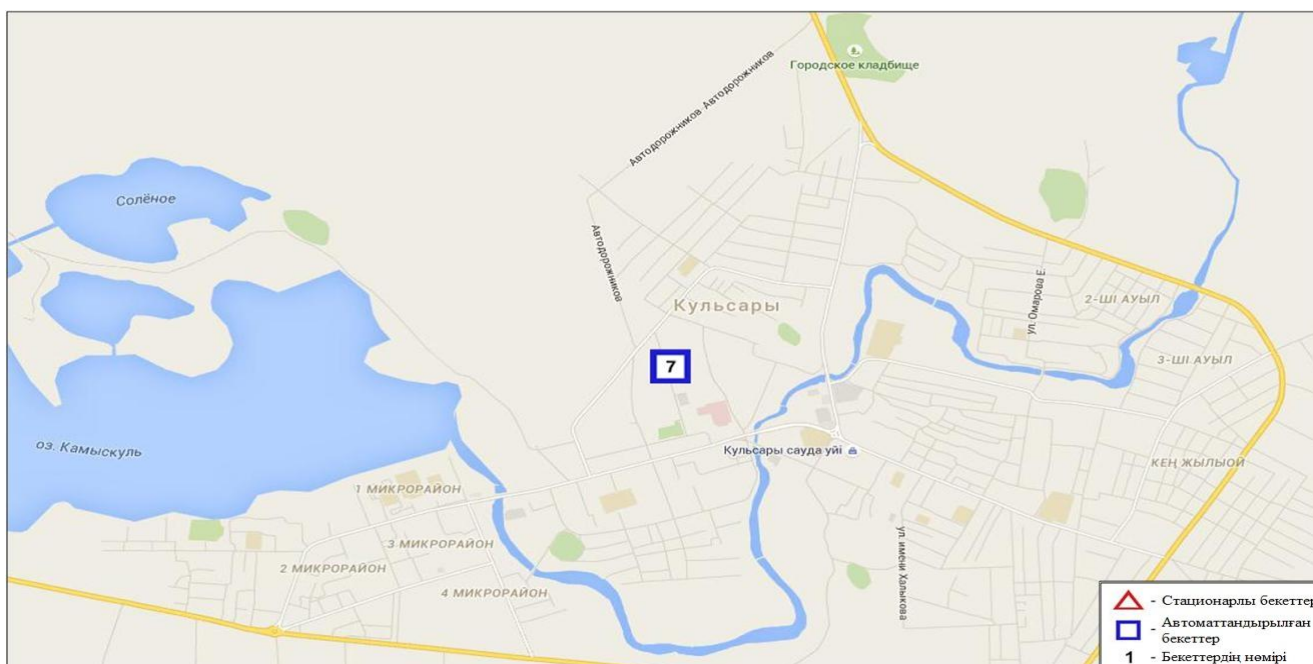 Городское кладбище
Автодорожников Автодорожников
Солёное
Автодорожников
Кульсары
ул. Омарова Е.
2-ШІ АУЫЛ
3-ШІ АУЫЛ
7
оз. Камыскуль
Кульсары сауда уйі
КЕҢ ЖЫЛЫОЙ
1 МИКРОРАЙОН
3 МИКРОРАЙОН
2 МИКРОРАЙОН
4 МИКРОРАЙОН
ул. имени Халыкова
- Стационарлы бекеттер
- Автоматтандырылған
бекеттер
1 - Бекеттердің нөмірі